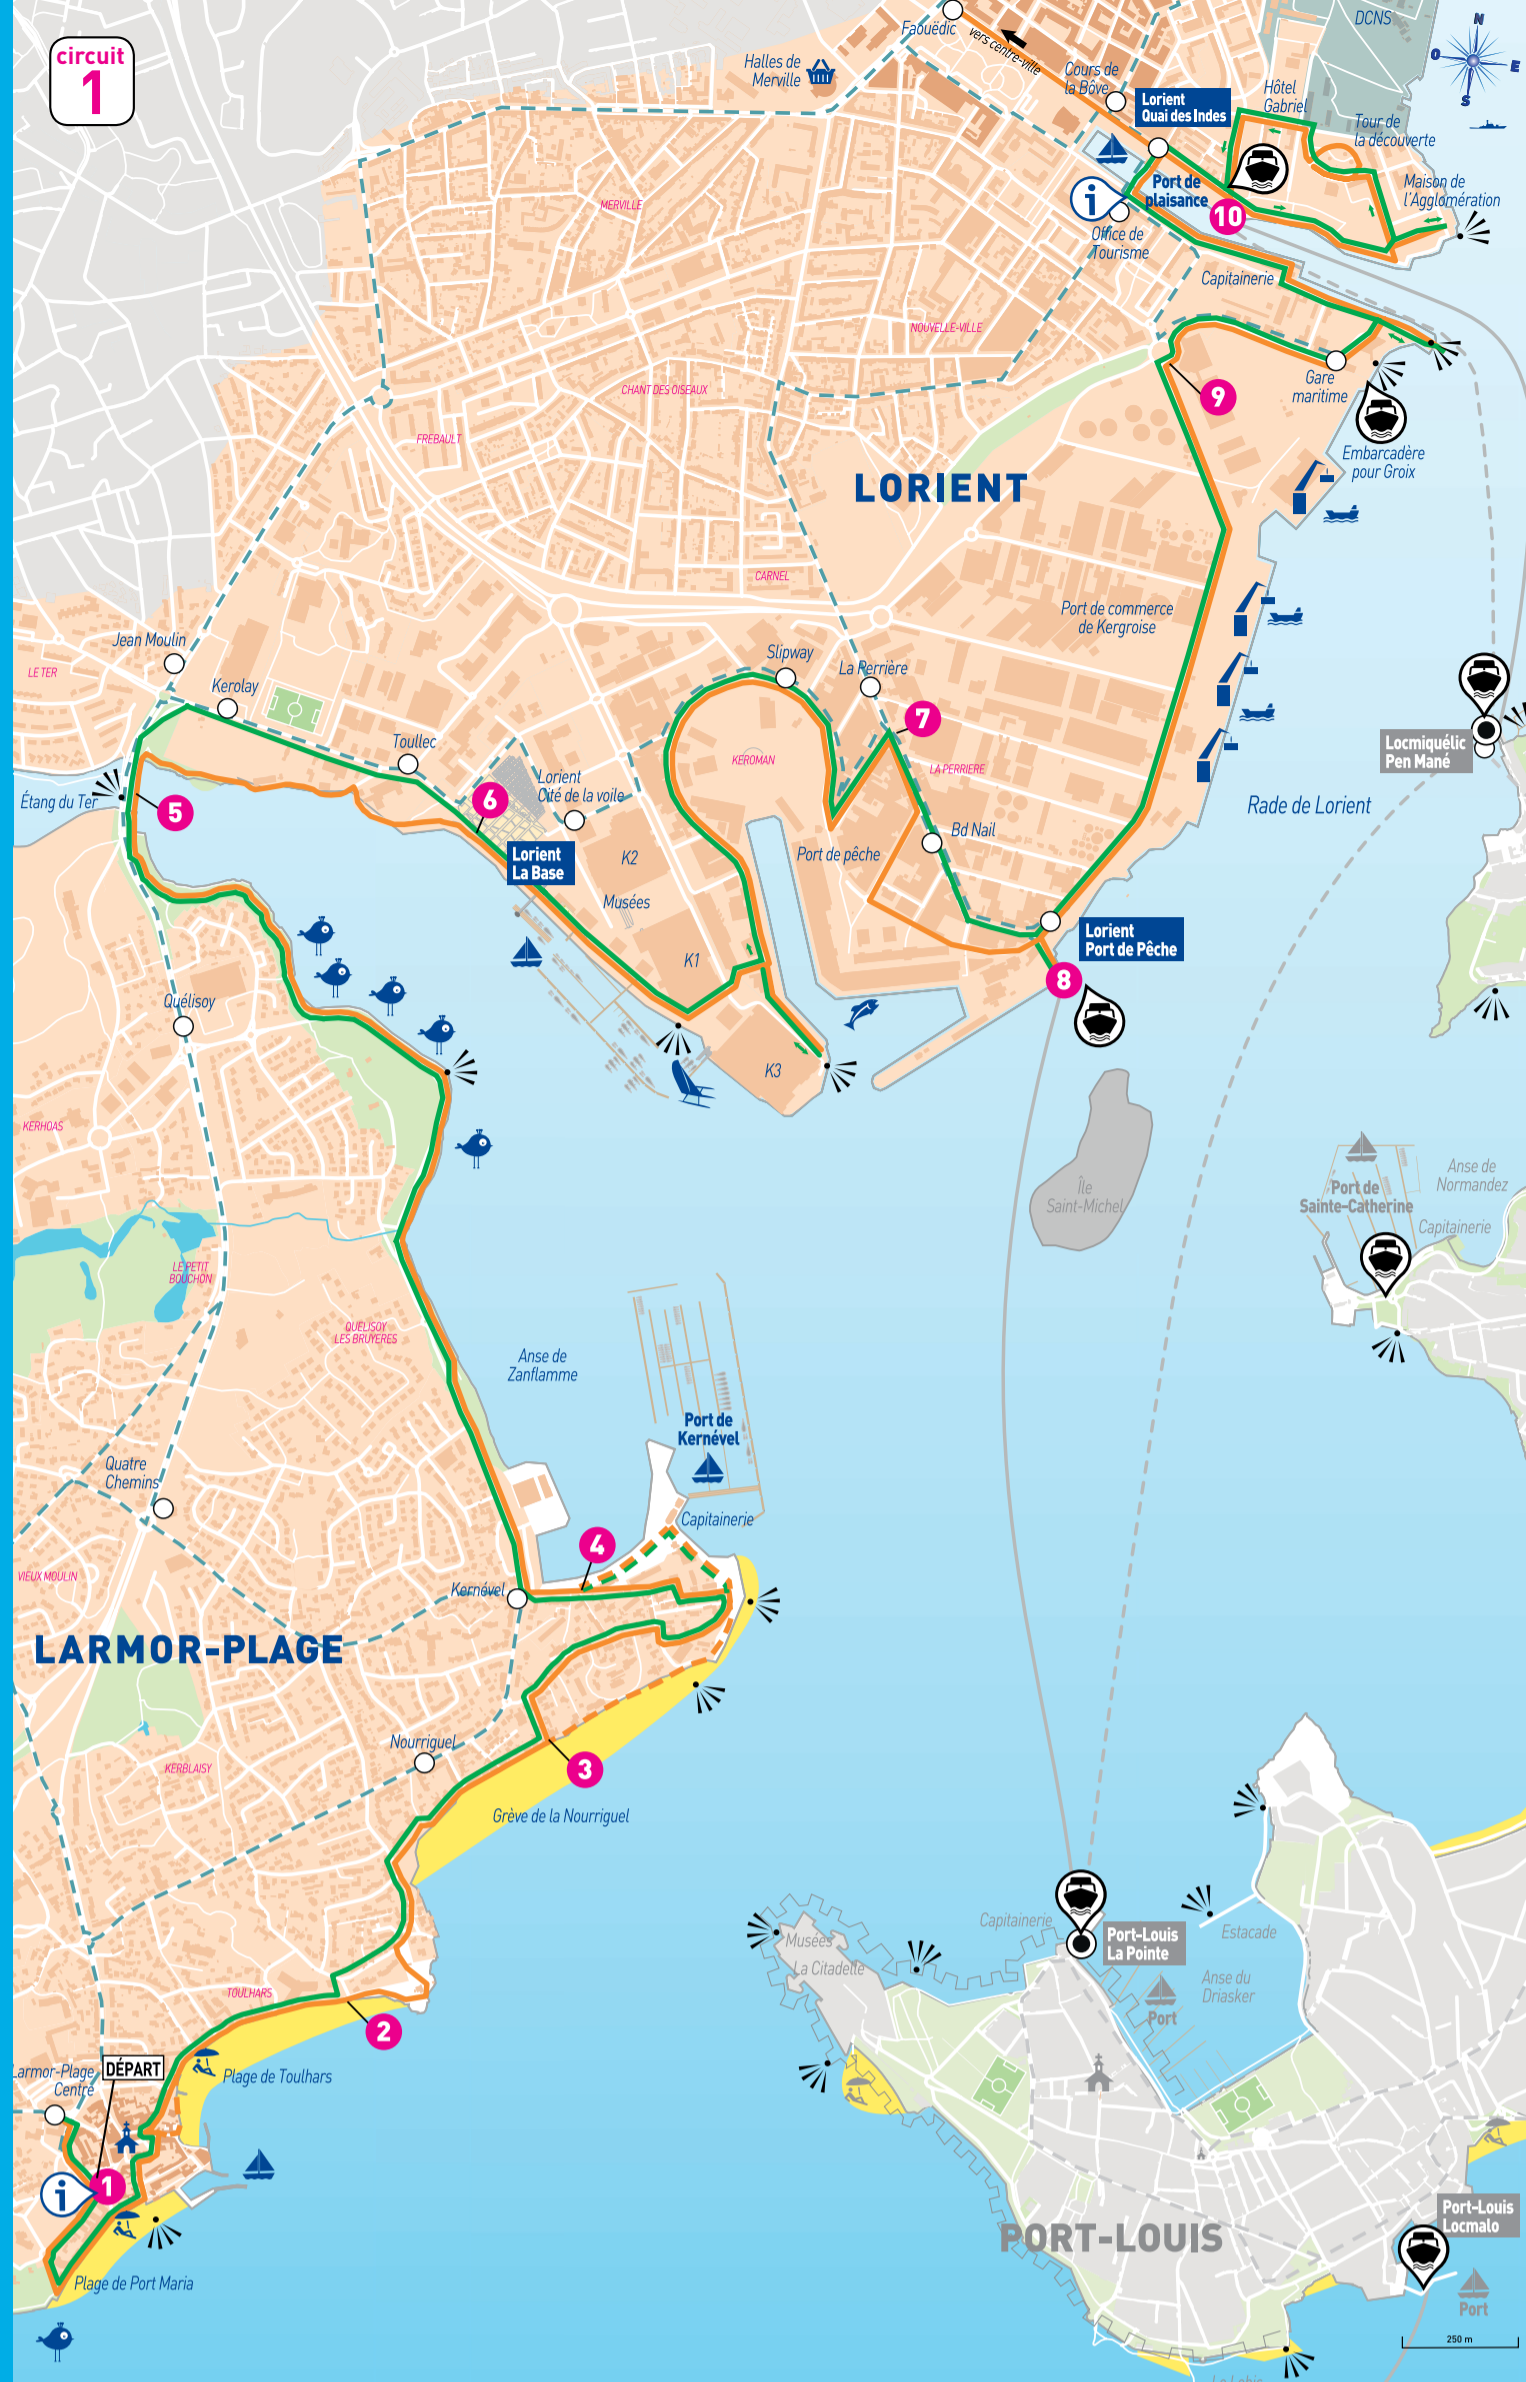 circuit
1
Faouëdic
vers centre-ville
DCNS
N
O
E
S
Halles de
Merville
Cours de
la Bôve
Lorient
Quai des Indes
Hôtel
Gabriel
Tour de
la découverte
Maison de
l'Agglomération
i
Port de
plaisance
10
Office de
Tourisme
MERVILLE
Capitainerie
NOUVELLE-VILLE
Gare
maritime
9
CHANT DES OISEAUX
FREBAULT
Embarcadère
pour Groix
LORIENT
CARNEL
Port de commerce
de Kergroise
Jean Moulin
LE TER
Kerolay
Slipway
La Perrière
7
Toullec
KEROMAN
LA PERRIERE
Locmiquélic
Pen Mané
Lorient
Cité de la voile
6
Étang du Ter
5
Rade de Lorient
Bd Nail
Lorient
La Base
K2
Port de pêche
Musées
Lorient
Port de Pêche
K1
8
Quélisoy
K3
KERHOAS
Île
Saint-Michel
Port de
Sainte-Catherine
Anse de
Normandez
Capitainerie
LE PETIT
BOUCHON
QUELISOY
LES BRUYERES
Anse de
Zanflamme
Port de
Kernével
Quatre
Chemins
Capitainerie
4
VIEUX MOULIN
Kernével
LARMOR-PLAGE
Nourriguel
KERBLAISY
3
Grève de la Nourriguel
Capitainerie
Port-Louis
La Pointe
Estacade
Musées
La Citadelle
Anse du
Driasker
Port
TOULHARS
2
Larmor-Plage
Centre
DÉPART
Plage de Toulhars
i
1
Plage de Port Maria
PORT-LOUIS
Port-Louis
Locmalo
Port
250 m